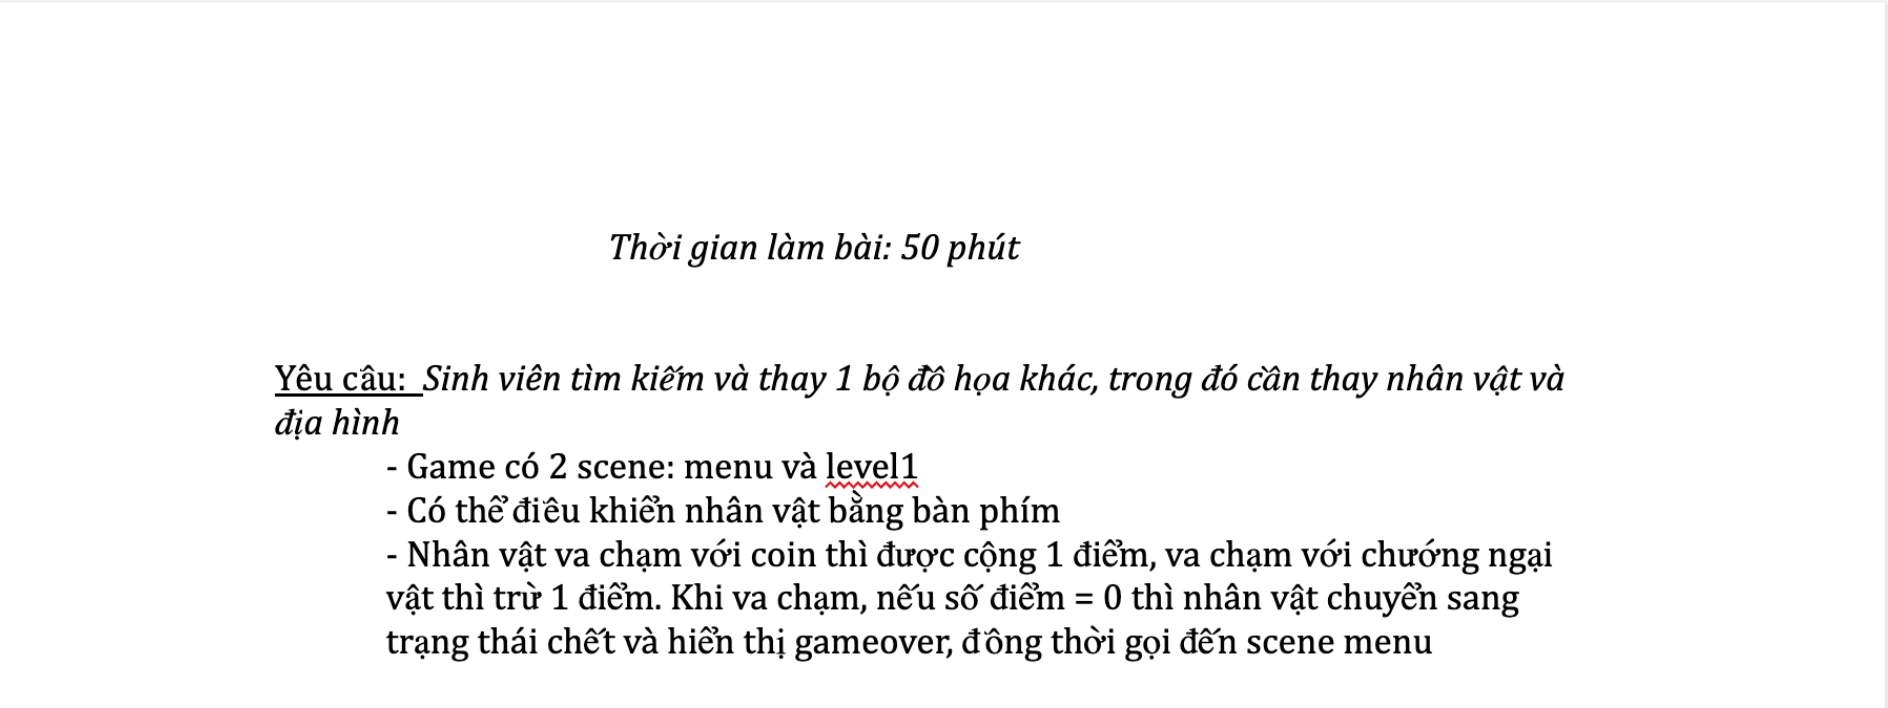 Thời gian làm bài: 50 phút
Yêu cầu: Sinh viên tìm kiếm và thay 1 bộ đồ họa khác, trong đó cần thay nhân vật và
địa hình
- Game có 2 scene: menu và level1
- Có thể điều khiển nhân vật bằng bàn phím
- Nhân vật va chạm với coin thì được cộng 1 điểm, va chạm với chướng ngại
vật thì trừ 1 điểm. Khi va chạm, nếu số điểm = 0 thì nhân vật chuyển sang
trạng thái chết và hiển thị gameover, đồng thời gọi đến scene menu